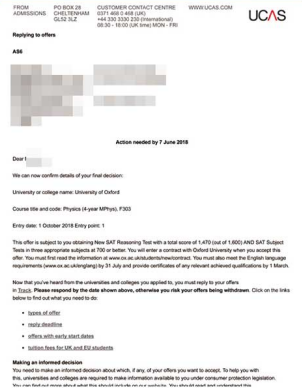 FROM ADMISSIONS
PO BOX 28 CHELTENHAM GL52 3LZ
CUSTOMER CONTACT CENTRE
0371 468 0 468 (UK)
+44 330 3330 230 (International)
08:30 - 18:00 (UK time) MON - FRI
WWW.UCAS.COM
UCAS
Replying to offers
AS6
Action needed by 7 June 2018
Dear
We can now confirm details of your final decision:
University or college name: University of Oxford
Course title and code: Physics (4-year MPhys), F303
Entry date: 1 October 2018 Entry point: 1
This offer is subject to you obtaining New SAT Reasoning Test with a total score of 1,470 (out of 1,600) AND SAT Subject
Tests in three appropriate subjects at 700 or better. You will enter a contract with Oxford University when you accept this
offer. You must first read the information at www.ox.ac.uk/students/new/contract. You must also meet the English language
requirements (www.ox.ac.uk/englang) by 31 July and provide certificates of any relevant achieved qualifications by 1 March.
Now that you've heard from the universities and colleges you applied to, you must reply to your offers
in Track. Please respond by the date shown above, otherwise you risk your offers being withdrawn. Click on the links
below to find out what you need to do:
types of offer
reply deadline
offers with early start dates
tuition fees for UK and EU students
Making an informed decision
You need to make an informed decision about which, if any, of your offers you want to accept. To help you with
this, universities and colleges are required to make information available to you under consumer protection legislation.
You can find out more about what this should include on our website. You should read and understand this